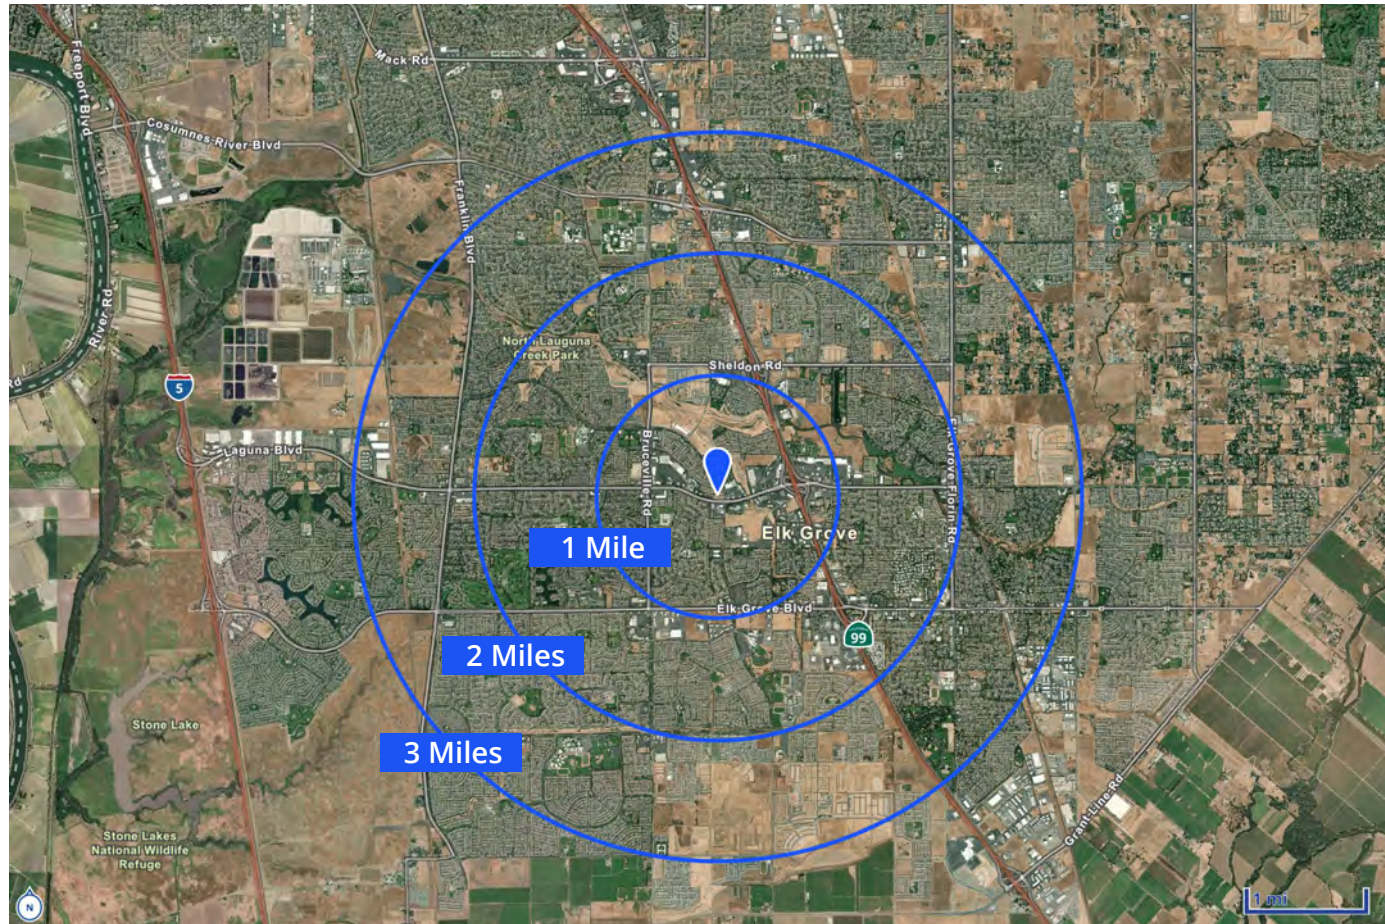 Freeport Blvd
Mack Rd
Cosumnes River Blvd
Franklin Blvd
River Rd
North Lauguna
Creek Park
Sheldon Rd
Rd
5
Laguna Blvd
Bruceville Rd
Elk Grove Florin Rd
Elk Grove
1 Mile
Elk Grove Blvd
99
2 Miles
Stone Lake
3 Miles
Grant Line Rd
Stone Lakes
National Wildlife
Refuge
N
1 mi